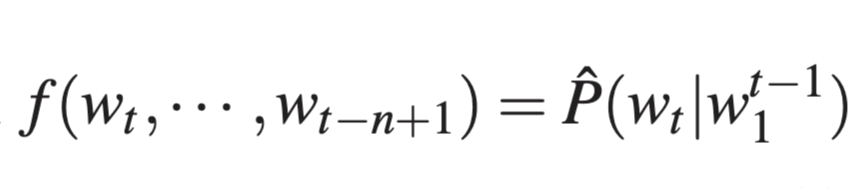 f(w_t, ⋯ , w_{t−n+1}) = P̂(w_t|w_1^{t−1})